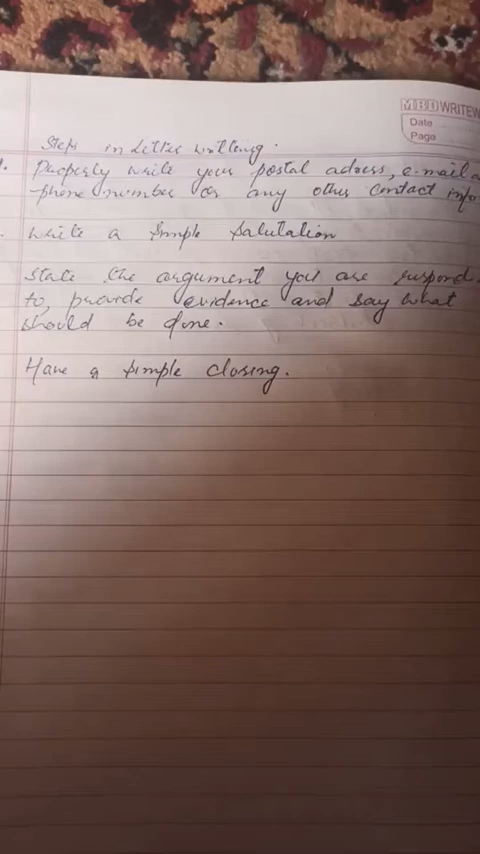 MBD WRITEW
Date
Page
Steps in Letter writing.
Properly write your postal adress, e-mail a
phone number or any other contact info
write a simple salutation
State the argument you are respond
to, provide evidence and say what
should be done.
Have a simple closing.